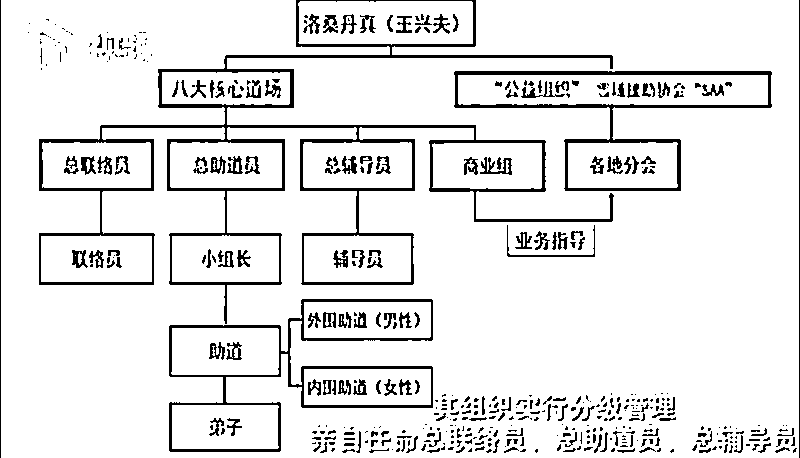 洛桑丹真（王兴夫）
八大核心道场
“公益组织” 雪域援助协会“SAA”
总联络员
总助道员
总辅导员
商业组
各地分会
业务指导
联络员
小组长
辅导员
外围助道（男性）
助道
内围助道（女性）
弟子
其组织实行分级管理
亲自任命总联络员、总助道员、总辅导员